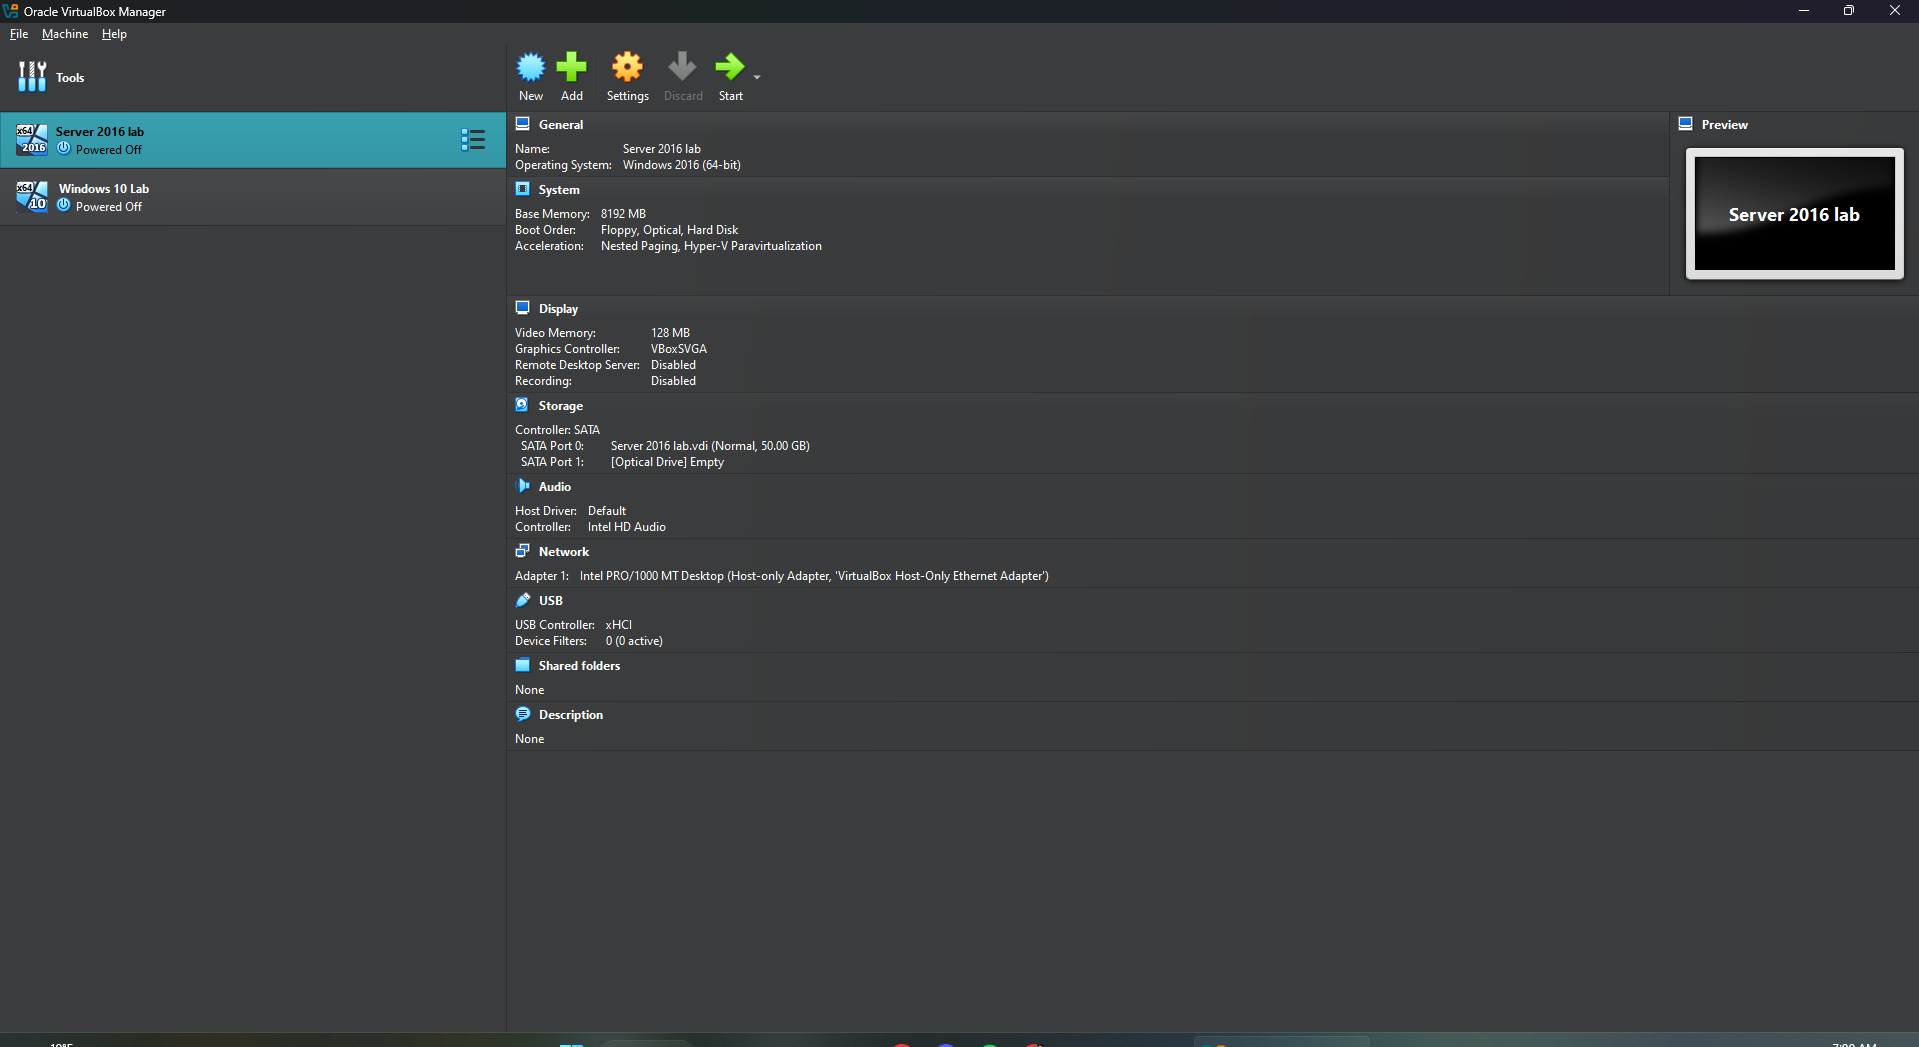 Oracle VirtualBox Manager
File Machine Help
Tools
New Add Settings Discard Start
x64 2016 Server 2016 lab
Powered Off
x64 10 Windows 10 Lab
Powered Off
General
Name: Server 2016 lab
Operating System: Windows 2016 (64-bit)
System
Base Memory: 8192 MB
Boot Order: Floppy, Optical, Hard Disk
Acceleration: Nested Paging, Hyper-V Paravirtualization
Preview
Server 2016 lab
Display
Video Memory: 128 MB
Graphics Controller: VBoxSVGA
Remote Desktop Server: Disabled
Recording: Disabled
Storage
Controller: SATA
SATA Port 0: Server 2016 lab.vdi (Normal, 50.00 GB)
SATA Port 1: [Optical Drive] Empty
Audio
Host Driver: Default
Controller: Intel HD Audio
Network
Adapter 1: Intel PRO/1000 MT Desktop (Host-only Adapter, 'VirtualBox Host-Only Ethernet Adapter')
USB
USB Controller: xHCI
Device Filters: 0 (0 active)
Shared folders
None
Description
None